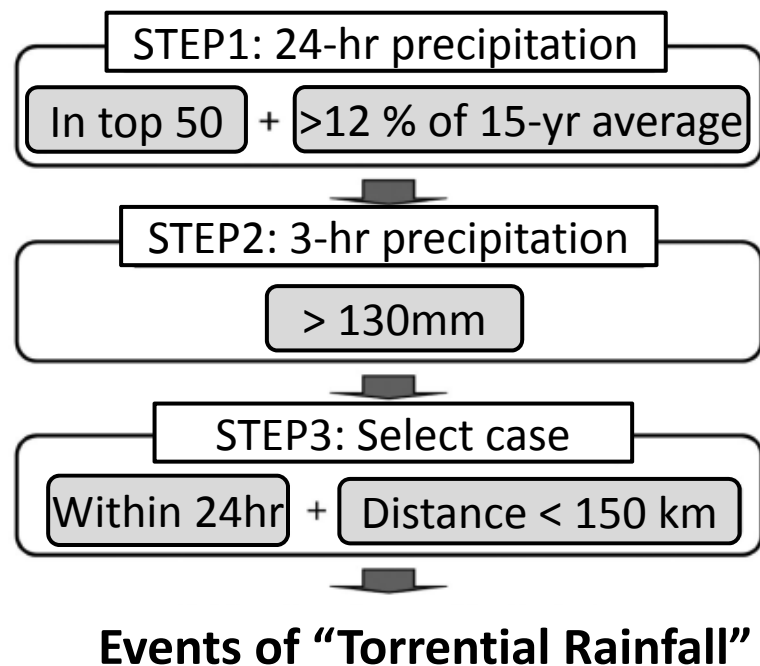 STEP1: 24-hr precipitation
In top 50 + >12 % of 15-yr average
STEP2: 3-hr precipitation
> 130mm
STEP3: Select case
Within 24hr + Distance < 150 km
Events of “Torrential Rainfall”